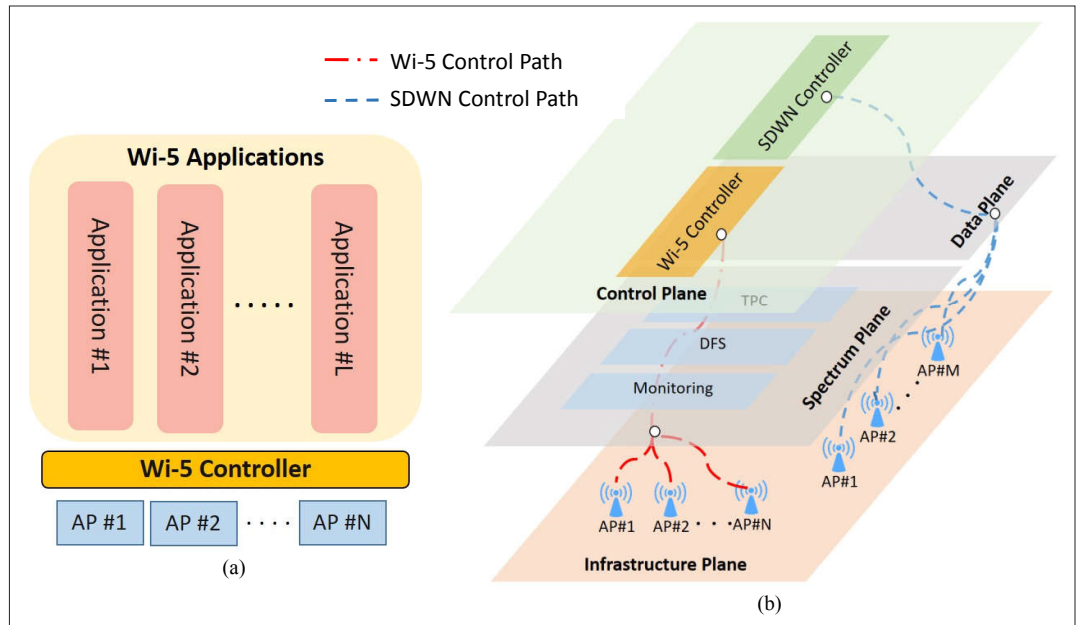 Wi-5 Control Path
SDWN Control Path
Wi-5 Applications
Application #1
Application #2
.....
Application #L
Wi-5 Controller
AP #1
AP #2
....
AP #N
(a)
SDWN Controller
Wi-5 Controller
Control Plane
Data Plane
TPC
DFS
Monitoring
Spectrum Plane
AP#M
AP#2
...
AP#1
AP#1
AP#2
...
AP#N
Infrastructure Plane
(b)